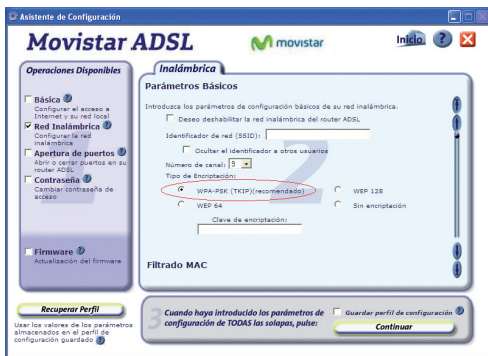 Asistente de Configuración
Movistar ADSL
movistar
Inicio
?
Operaciones Disponibles
Básica
Configurar el acceso a
Internet y su red local
Red Inalámbrica
Configurar la red
inalámbrica
Apertura de puertos
Abrir o cerrar puertos en su
router ADSL
Contraseña
Cambiar contraseña de
acceso
Firmware
Actualización del firmware
1
Inalámbrica
Parámetros Básicos
Introduzca los parámetros de configuración básicos de su red inalámbrica.
Deseo deshabilitar la red inalámbrica del router ADSL
Identificador de red (SSID):
Ocultar el identificador a otros usuarios
Número de canal:
Tipo de Encriptación:
WPA-PSK (TKIP)(recomendado)
WEP 128
WEP 64
Sin encriptación
Clave de encriptación:
2
Filtrado MAC
Recuperar Perfil
Usar los valores de los parámetros
almacenados en el perfil de
configuración guardado
3
Cuando haya introducido los parámetros de
configuración de TODAS las solapas, pulse:
Guardar perfil de configuración
Continuar